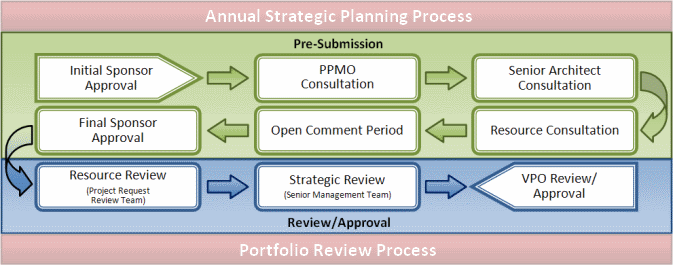 Annual Strategic Planning Process
Pre-Submission
Initial Sponsor
Approval
PPMO
Consultation
Senior Architect
Consultation
Final Sponsor
Approval
Open Comment Period
Resource Consultation
Resource Review
(Project Request
Review Team)
Strategic Review
(Senior Management Team)
VPO Review/
Approval
Review/Approval
Portfolio Review Process